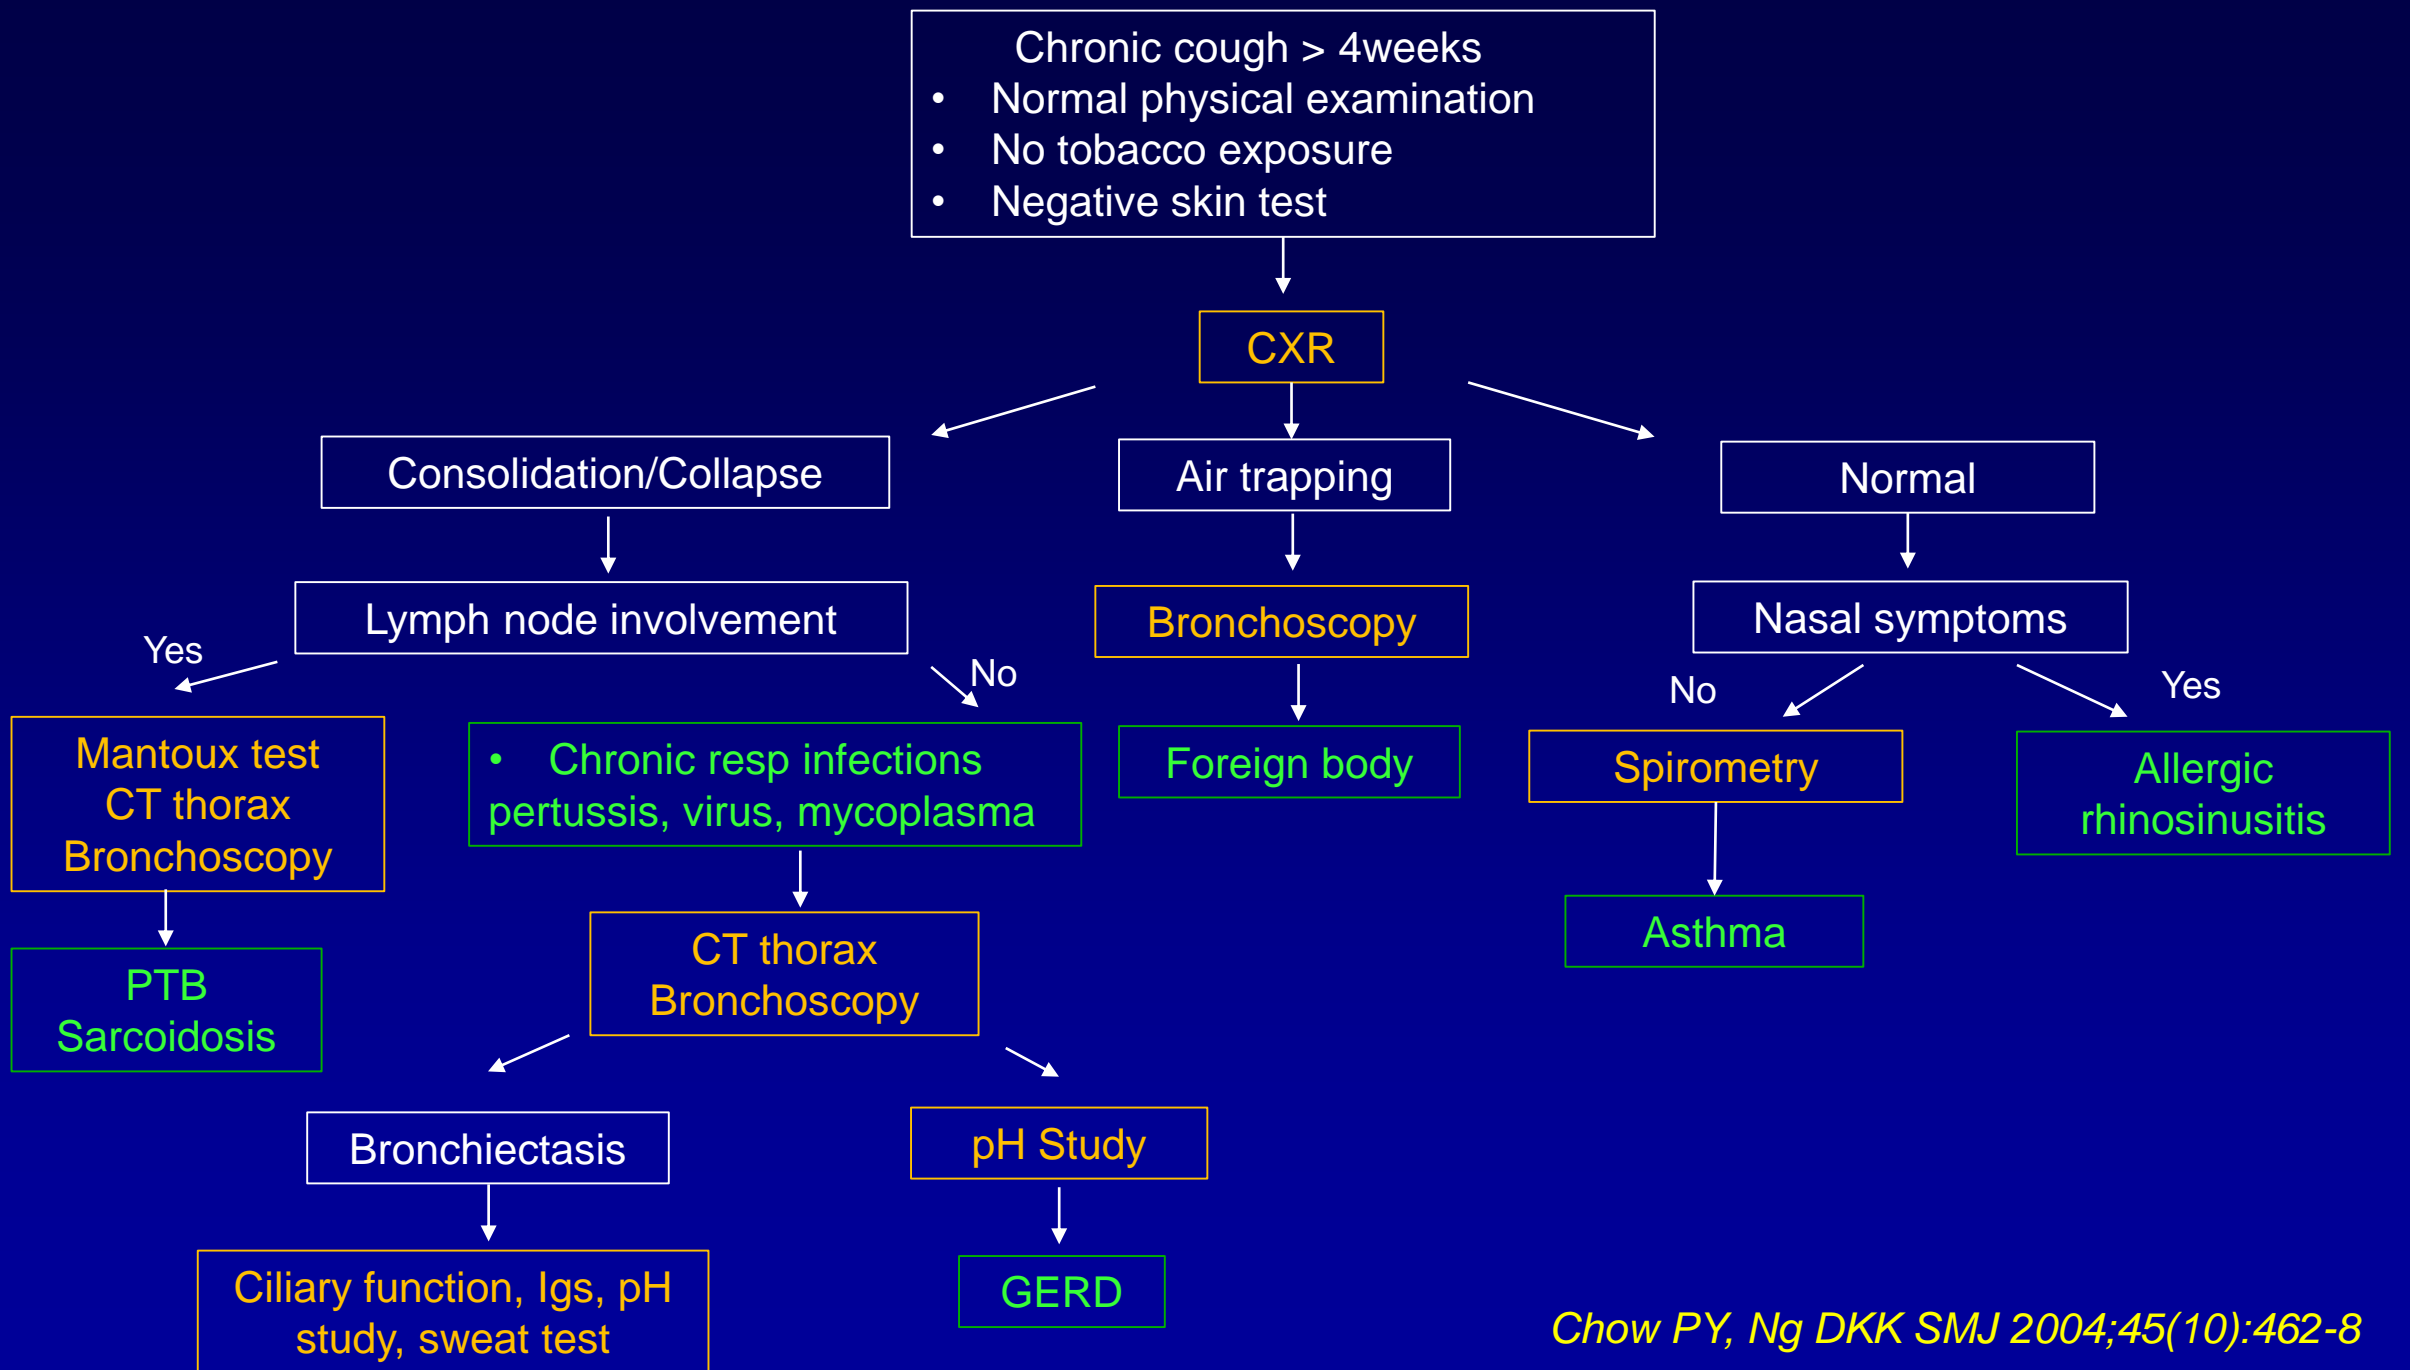 Chronic cough > 4weeks
• Normal physical examination
• No tobacco exposure
• Negative skin test
CXR
Consolidation/Collapse
Air trapping
Normal
Lymph node involvement
Bronchoscopy
Nasal symptoms
Yes
No
No
Yes
Mantoux test
CT thorax
Bronchoscopy
• Chronic resp infections
pertussis, virus, mycoplasma
Foreign body
Spirometry
Allergic
rhinosinusitis
PTB
Sarcoidosis
CT thorax
Bronchoscopy
Asthma
Bronchiectasis
pH Study
Ciliary function, Igs, pH
study, sweat test
GERD
Chow PY, Ng DKK SMJ 2004;45(10):462-8